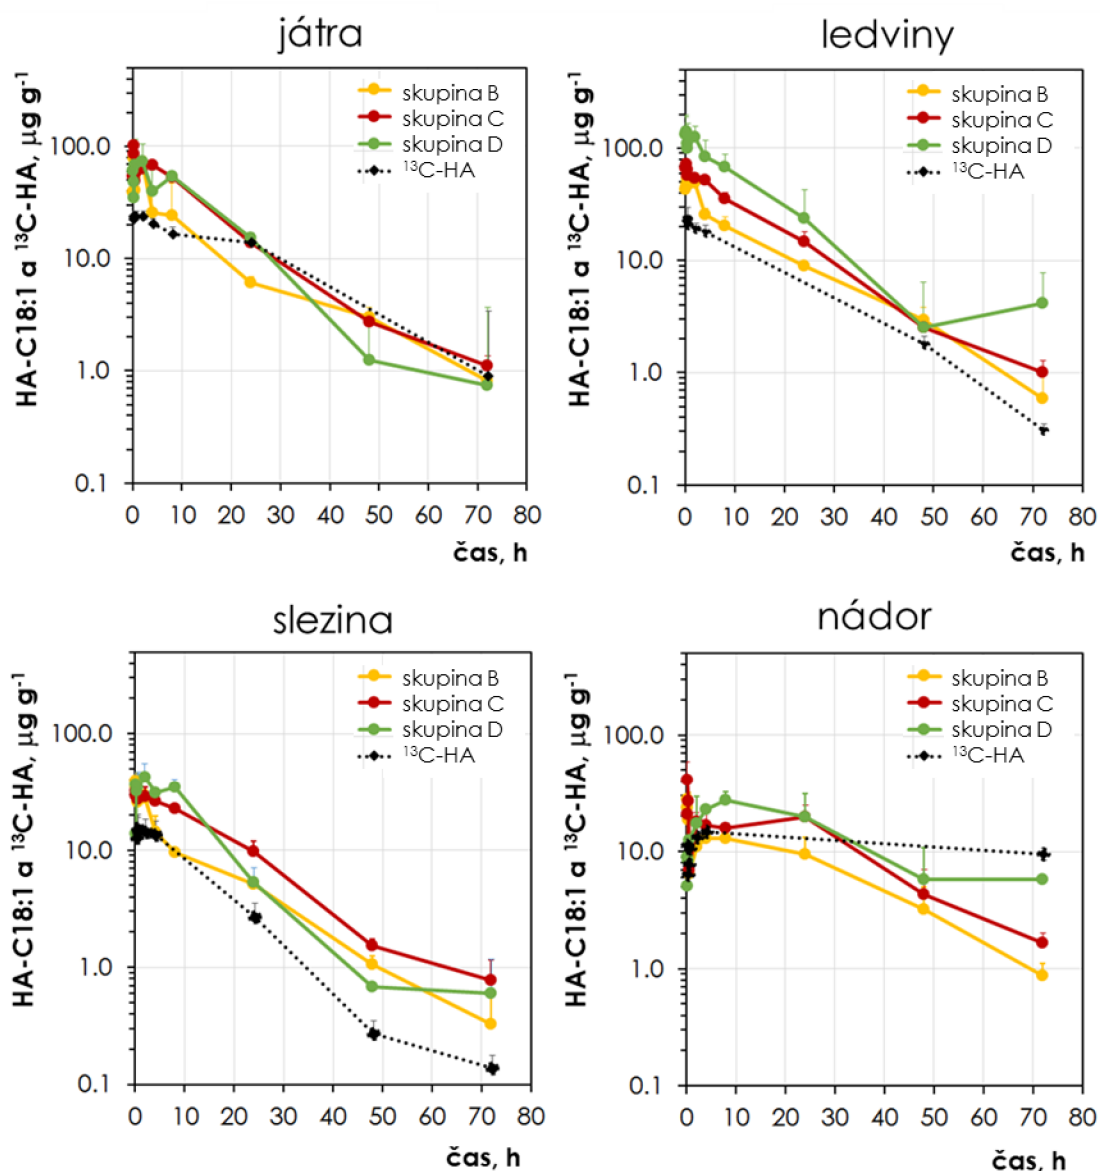 játra
HA-C18:1 a ¹³C-HA, μg g⁻¹
skupina B
skupina C
skupina D
¹³C-HA
100.0
10.0
1.0
0.1
0 10 20 30 40 50 60 70 80
čas, h
ledviny
HA-C18:1 a ¹³C-HA, μg g⁻¹
skupina B
skupina C
skupina D
¹³C-HA
100.0
10.0
1.0
0.1
0 10 20 30 40 50 60 70 80
čas, h
slezina
HA-C18:1 a ¹³C-HA, μg g⁻¹
skupina B
skupina C
skupina D
¹³C-HA
100.0
10.0
1.0
0.1
0 10 20 30 40 50 60 70 80
čas, h
nádor
HA-C18:1 a ¹³C-HA, μg g⁻¹
skupina B
skupina C
skupina D
¹³C-HA
100.0
10.0
1.0
0.1
0 10 20 30 40 50 60 70 80
čas, h